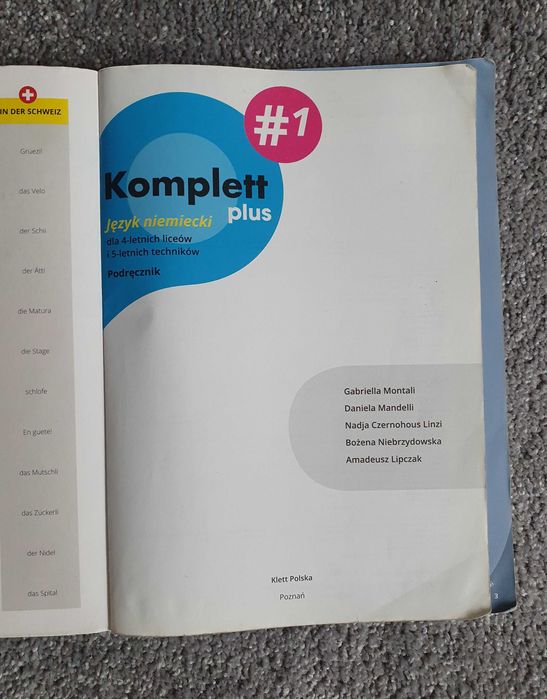 IN DER SCHWEIZ
Grüezi!
das Velo
der Schii
der Ätti
die Matura
die Stage
schlofe
En guete!
das Mutschli
das Zückerli
der Nidel
das Spital
#1
Komplett
plus
Język niemiecki
dla 4-letnich liceów
i 5-letnich techników
Podręcznik
Gabriella Montali
Daniela Mandelli
Nadja Czernohous Linzi
Bożena Niebrzydowska
Amadeusz Lipczak
Klett Polska
Poznań
3